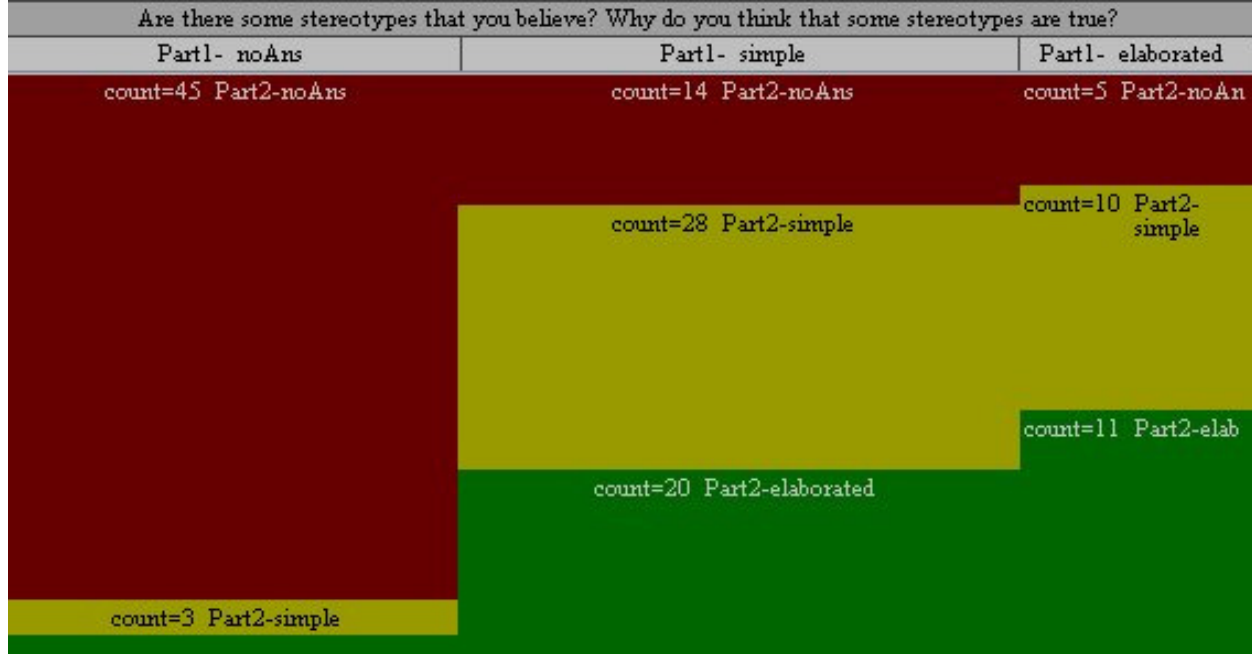 Are there some stereotypes that you believe? Why do you think that some stereotypes are true?
Part1- noAns
Part1- simple
Part1- elaborated
count=45 Part2-noAns
count=14 Part2-noAns
count=5 Part2-noAn
count=28 Part2-simple
count=10 Part2-
simple
count=20 Part2-elaborated
count=11 Part2-elab
count=3 Part2-simple